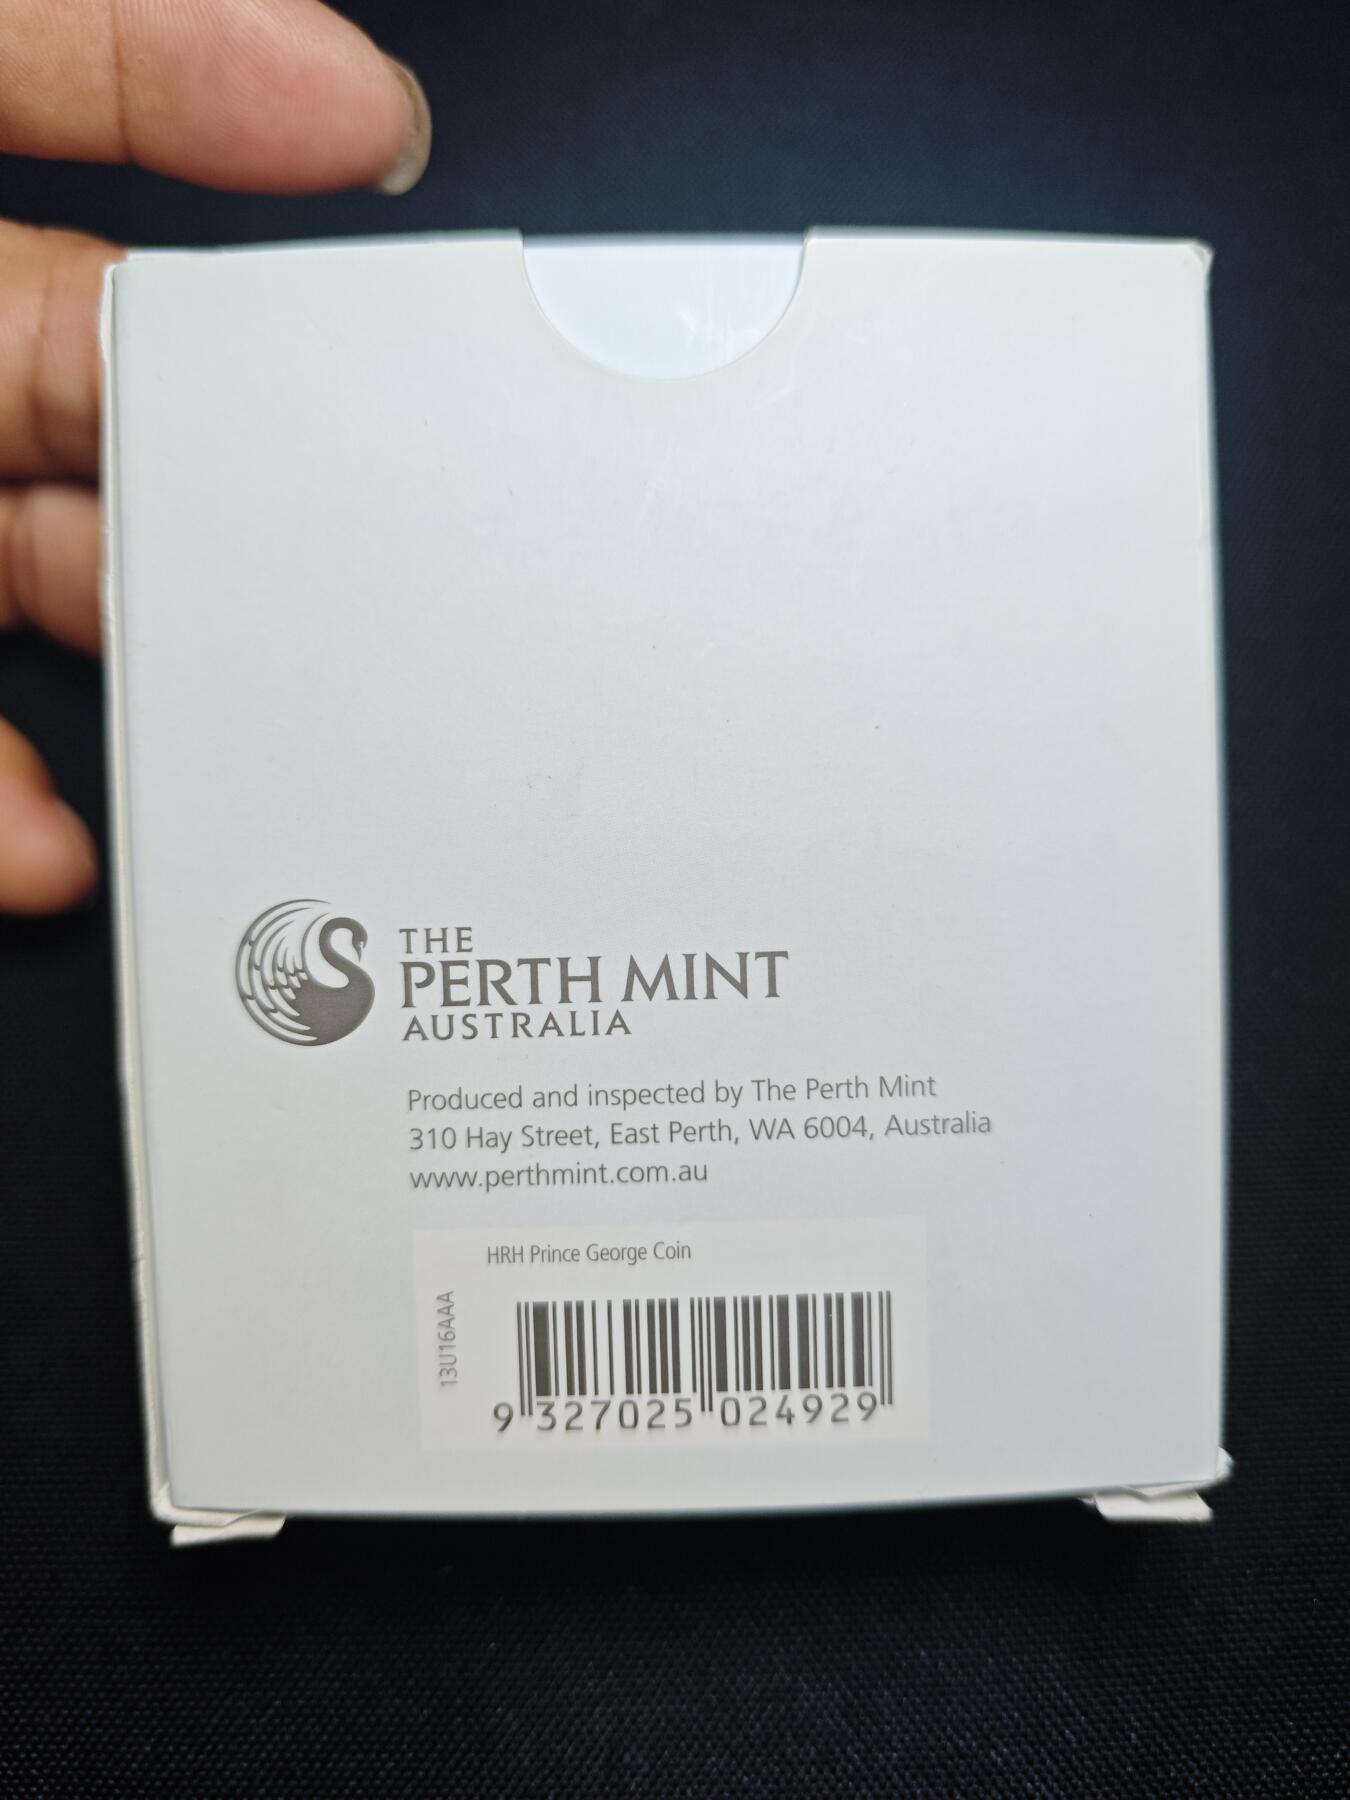 THE
PERTH MINT
AUSTRALIA
Produced and inspected by The Perth Mint
310 Hay Street, East Perth, WA 6004, Australia
www.perthmint.com.au
HRH Prince George Coin
13U16AAA
9 327025 024929